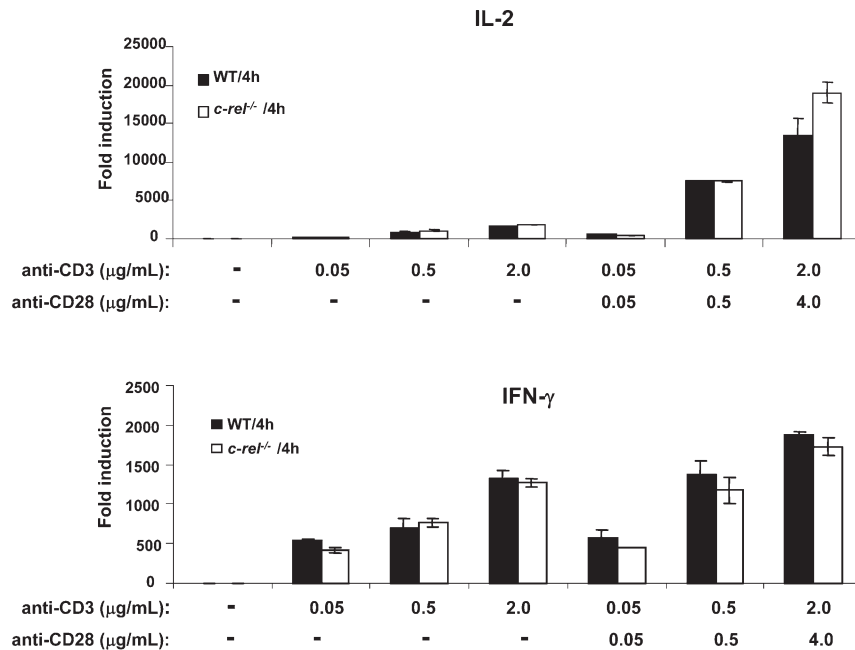 IL-2
25000
20000
15000
10000
5000
0
Fold induction
WT/4h
c-rel-/- /4h
anti-CD3 (μg/mL): - 0.05 0.5 2.0 0.05 0.5 2.0
anti-CD28 (μg/mL): - - - - 0.05 0.5 4.0
IFN-γ
2500
2000
1500
1000
500
0
Fold induction
WT/4h
c-rel-/- /4h
anti-CD3 (μg/mL): - 0.05 0.5 2.0 0.05 0.5 2.0
anti-CD28 (μg/mL): - - - - 0.05 0.5 4.0